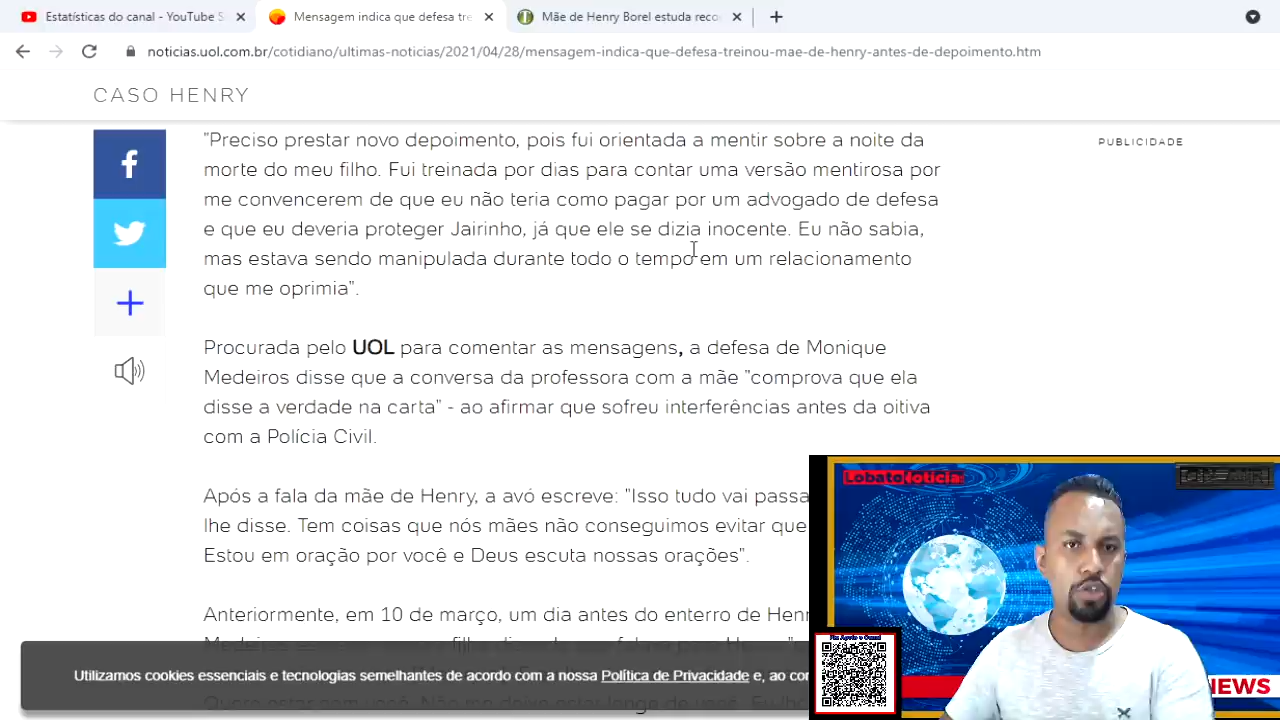 Estatísticas do canal - YouTube S
Mensagem indica que defesa tre
Mãe de Henry Borel estuda reco
noticias.uol.com.br/cotidiano/ultimas-noticias/2021/04/28/mensagem-indica-que-defesa-treinou-mae-de-henry-antes-de-depoimento.htm
CASO HENRY
PUBLICIDADE
"Preciso prestar novo depoimento, pois fui orientada a mentir sobre a noite da
morte do meu filho. Fui treinada por dias para contar uma versão mentirosa por
me convencerem de que eu não teria como pagar por um advogado de defesa
e que eu deveria proteger Jairinho, já que ele se dizia inocente. Eu não sabia,
mas estava sendo manipulada durante todo o tempo em um relacionamento
que me oprimia".
Procurada pelo UOL para comentar as mensagens, a defesa de Monique
Medeiros disse que a conversa da professora com a mãe "comprova que ela
disse a verdade na carta" - ao afirmar que sofreu interferências antes da oitiva
com a Polícia Civil.
Após a fala da mãe de Henry, a avó escreve: "Isso tudo vai passa
lhe disse. Tem coisas que nós mães não conseguimos evitar que
Estou em oração por você e Deus escuta nossas orações".
Anteriormente, em 10 de março, um dia antes do enterro de Henr
Utilizamos cookies essenciais e tecnologias semelhantes de acordo com a nossa Política de Privacidade e, ao cor
LobatoNoticia
NEWS